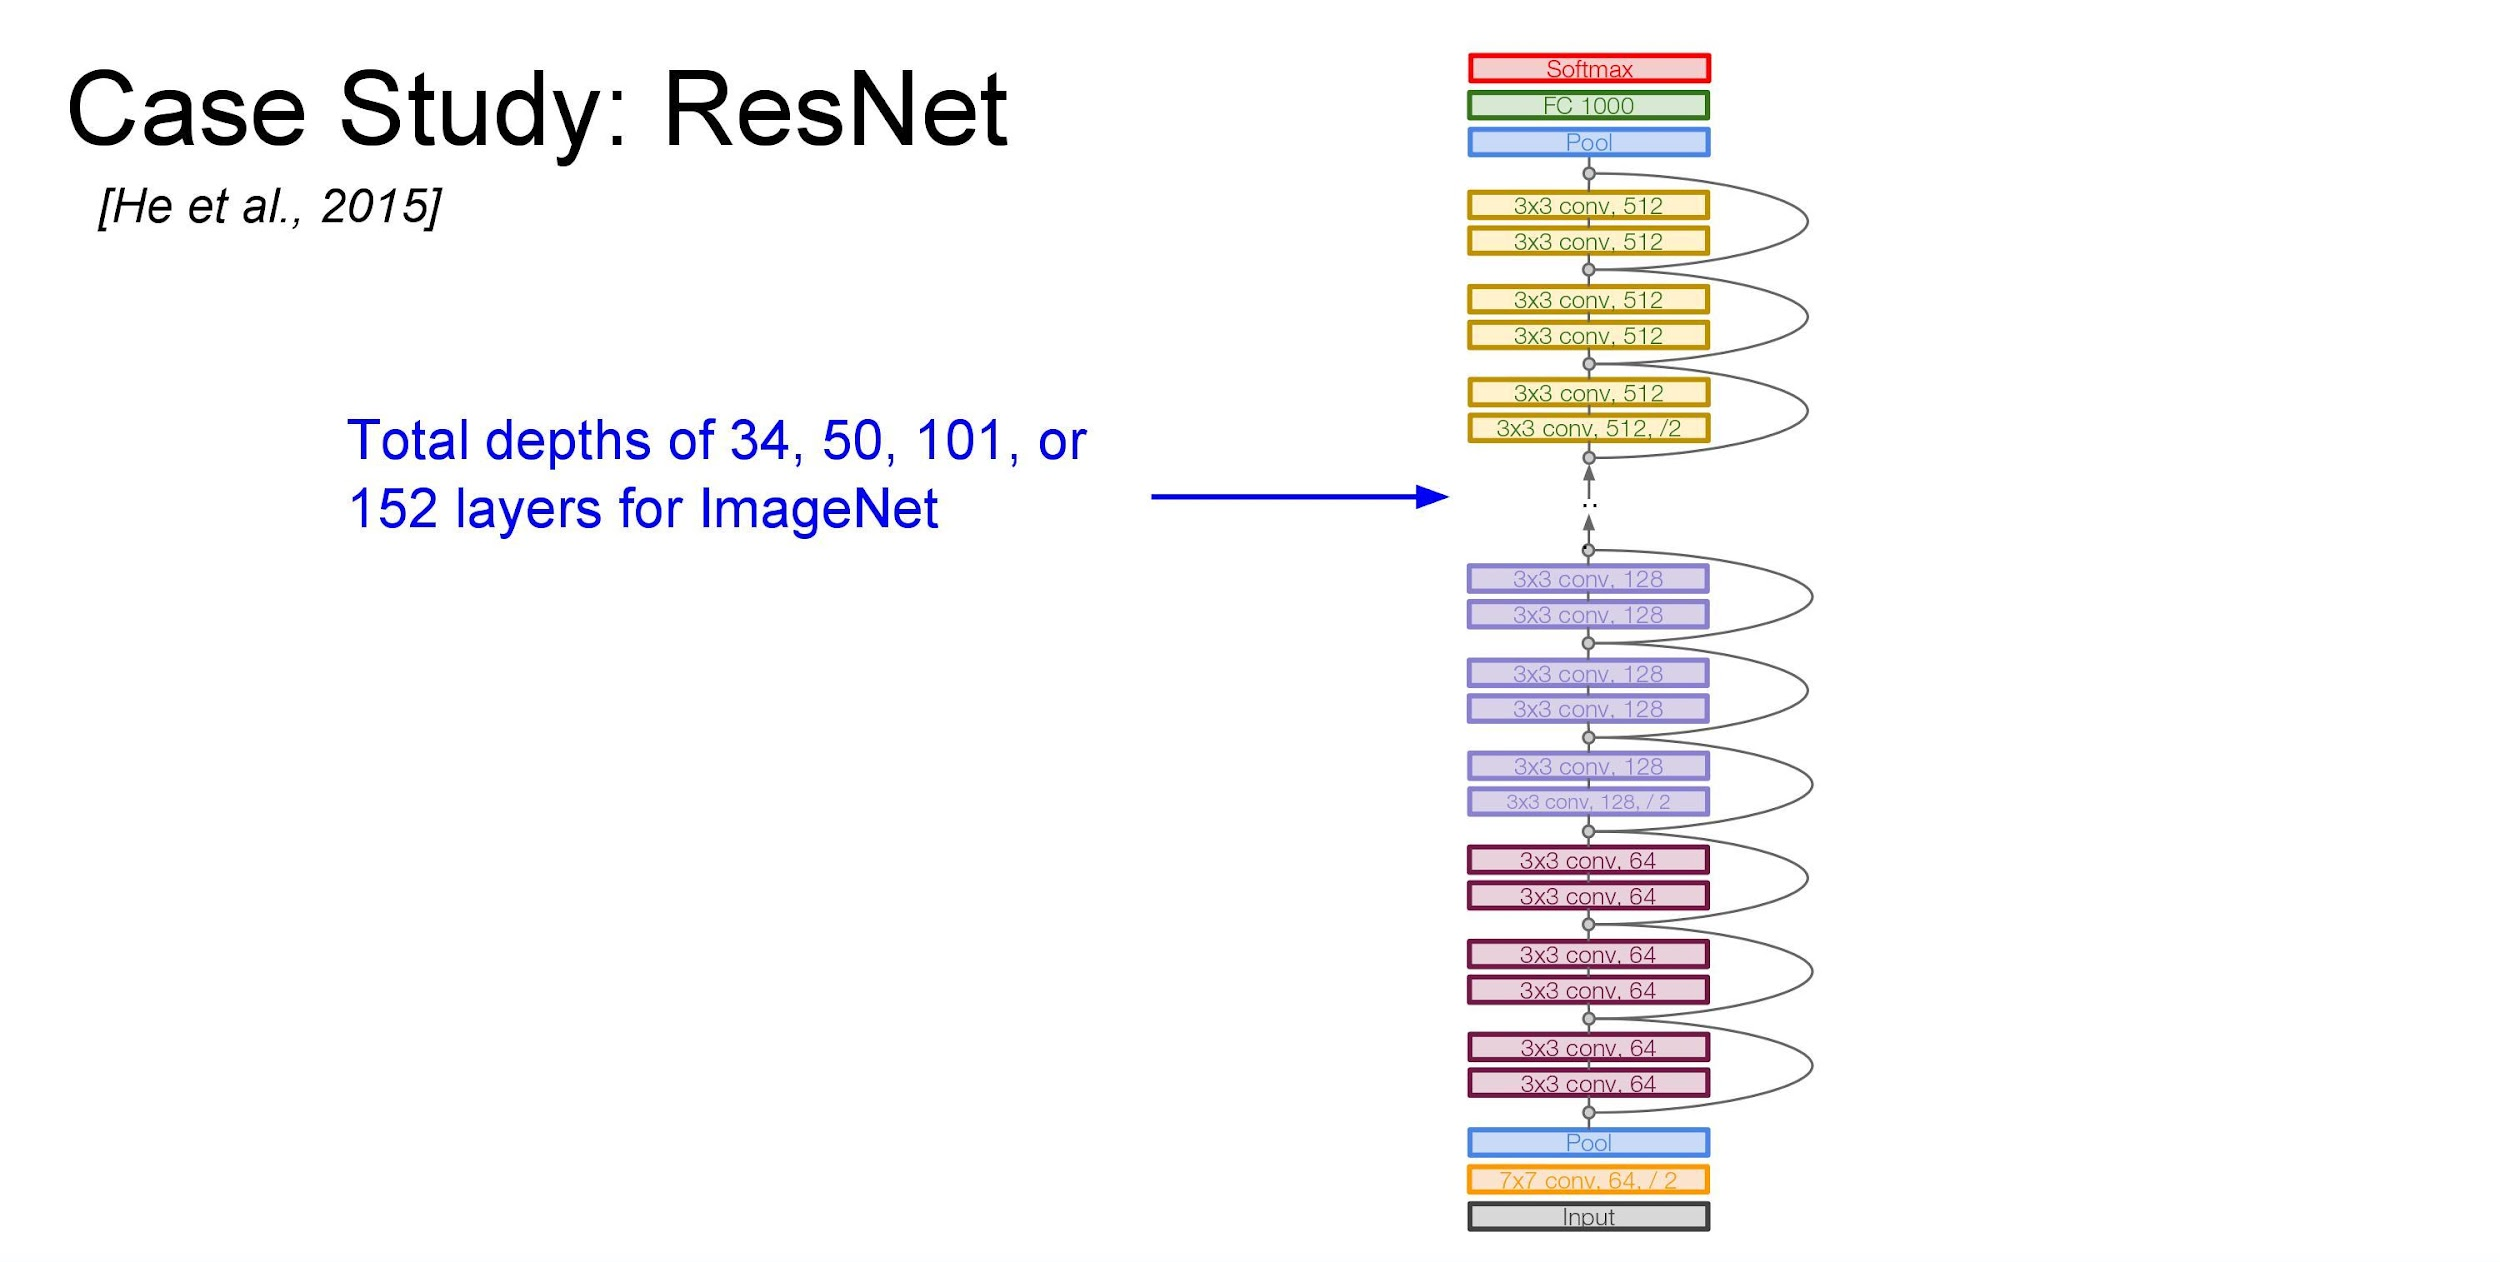 Case Study: ResNet
[He et al., 2015]
Total depths of 34, 50, 101, or
152 layers for ImageNet
Softmax
FC 1000
Pool
3x3 conv, 512
3x3 conv, 512
3x3 conv, 512
3x3 conv, 512
3x3 conv, 512
3x3 conv, 512, /2
..
3x3 conv, 128
3x3 conv, 128
3x3 conv, 128
3x3 conv, 128
3x3 conv, 128
3x3 conv, 128, / 2
3x3 conv, 64
3x3 conv, 64
3x3 conv, 64
3x3 conv, 64
3x3 conv, 64
3x3 conv, 64
Pool
7x7 conv, 64, / 2
Input